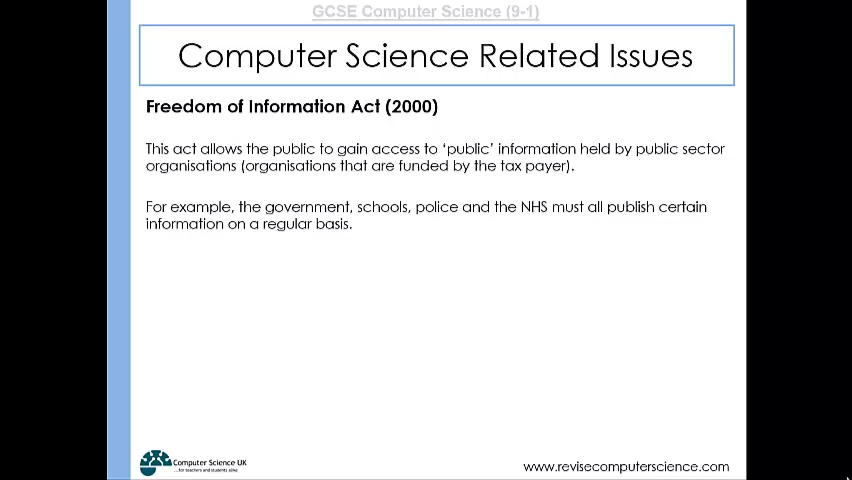 GCSE Computer Science (9-1)
Computer Science Related Issues
Freedom of Information Act (2000)
This act allows the public to gain access to ‘public’ information held by public sector
organisations (organisations that are funded by the tax payer).
For example, the government, schools, police and the NHS must all publish certain
information on a regular basis.
Computer Science UK
...for teachers and students alike
www.revisecomputerscience.com